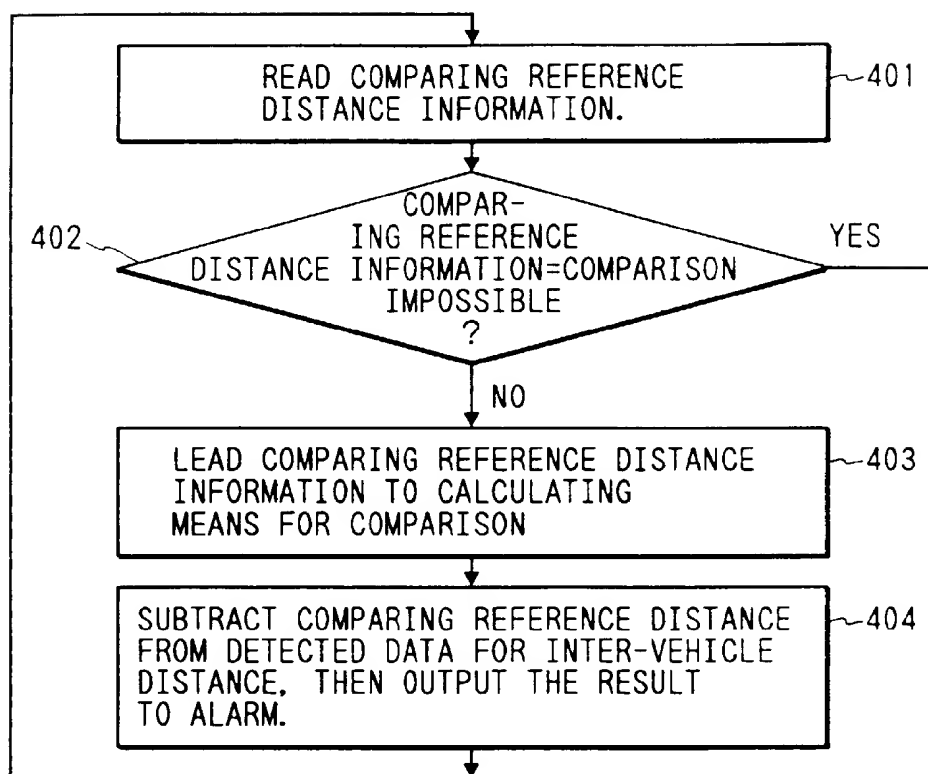 READ COMPARING REFERENCE
DISTANCE INFORMATION.
401
COMPAR-
ING REFERENCE
DISTANCE INFORMATION=COMPARISON
IMPOSSIBLE
?
402
YES
NO
LEAD COMPARING REFERENCE DISTANCE
INFORMATION TO CALCULATING
MEANS FOR COMPARISON
403
SUBTRACT COMPARING REFERENCE DISTANCE
FROM DETECTED DATA FOR INTER-VEHICLE
DISTANCE, THEN OUTPUT THE RESULT
TO ALARM.
404